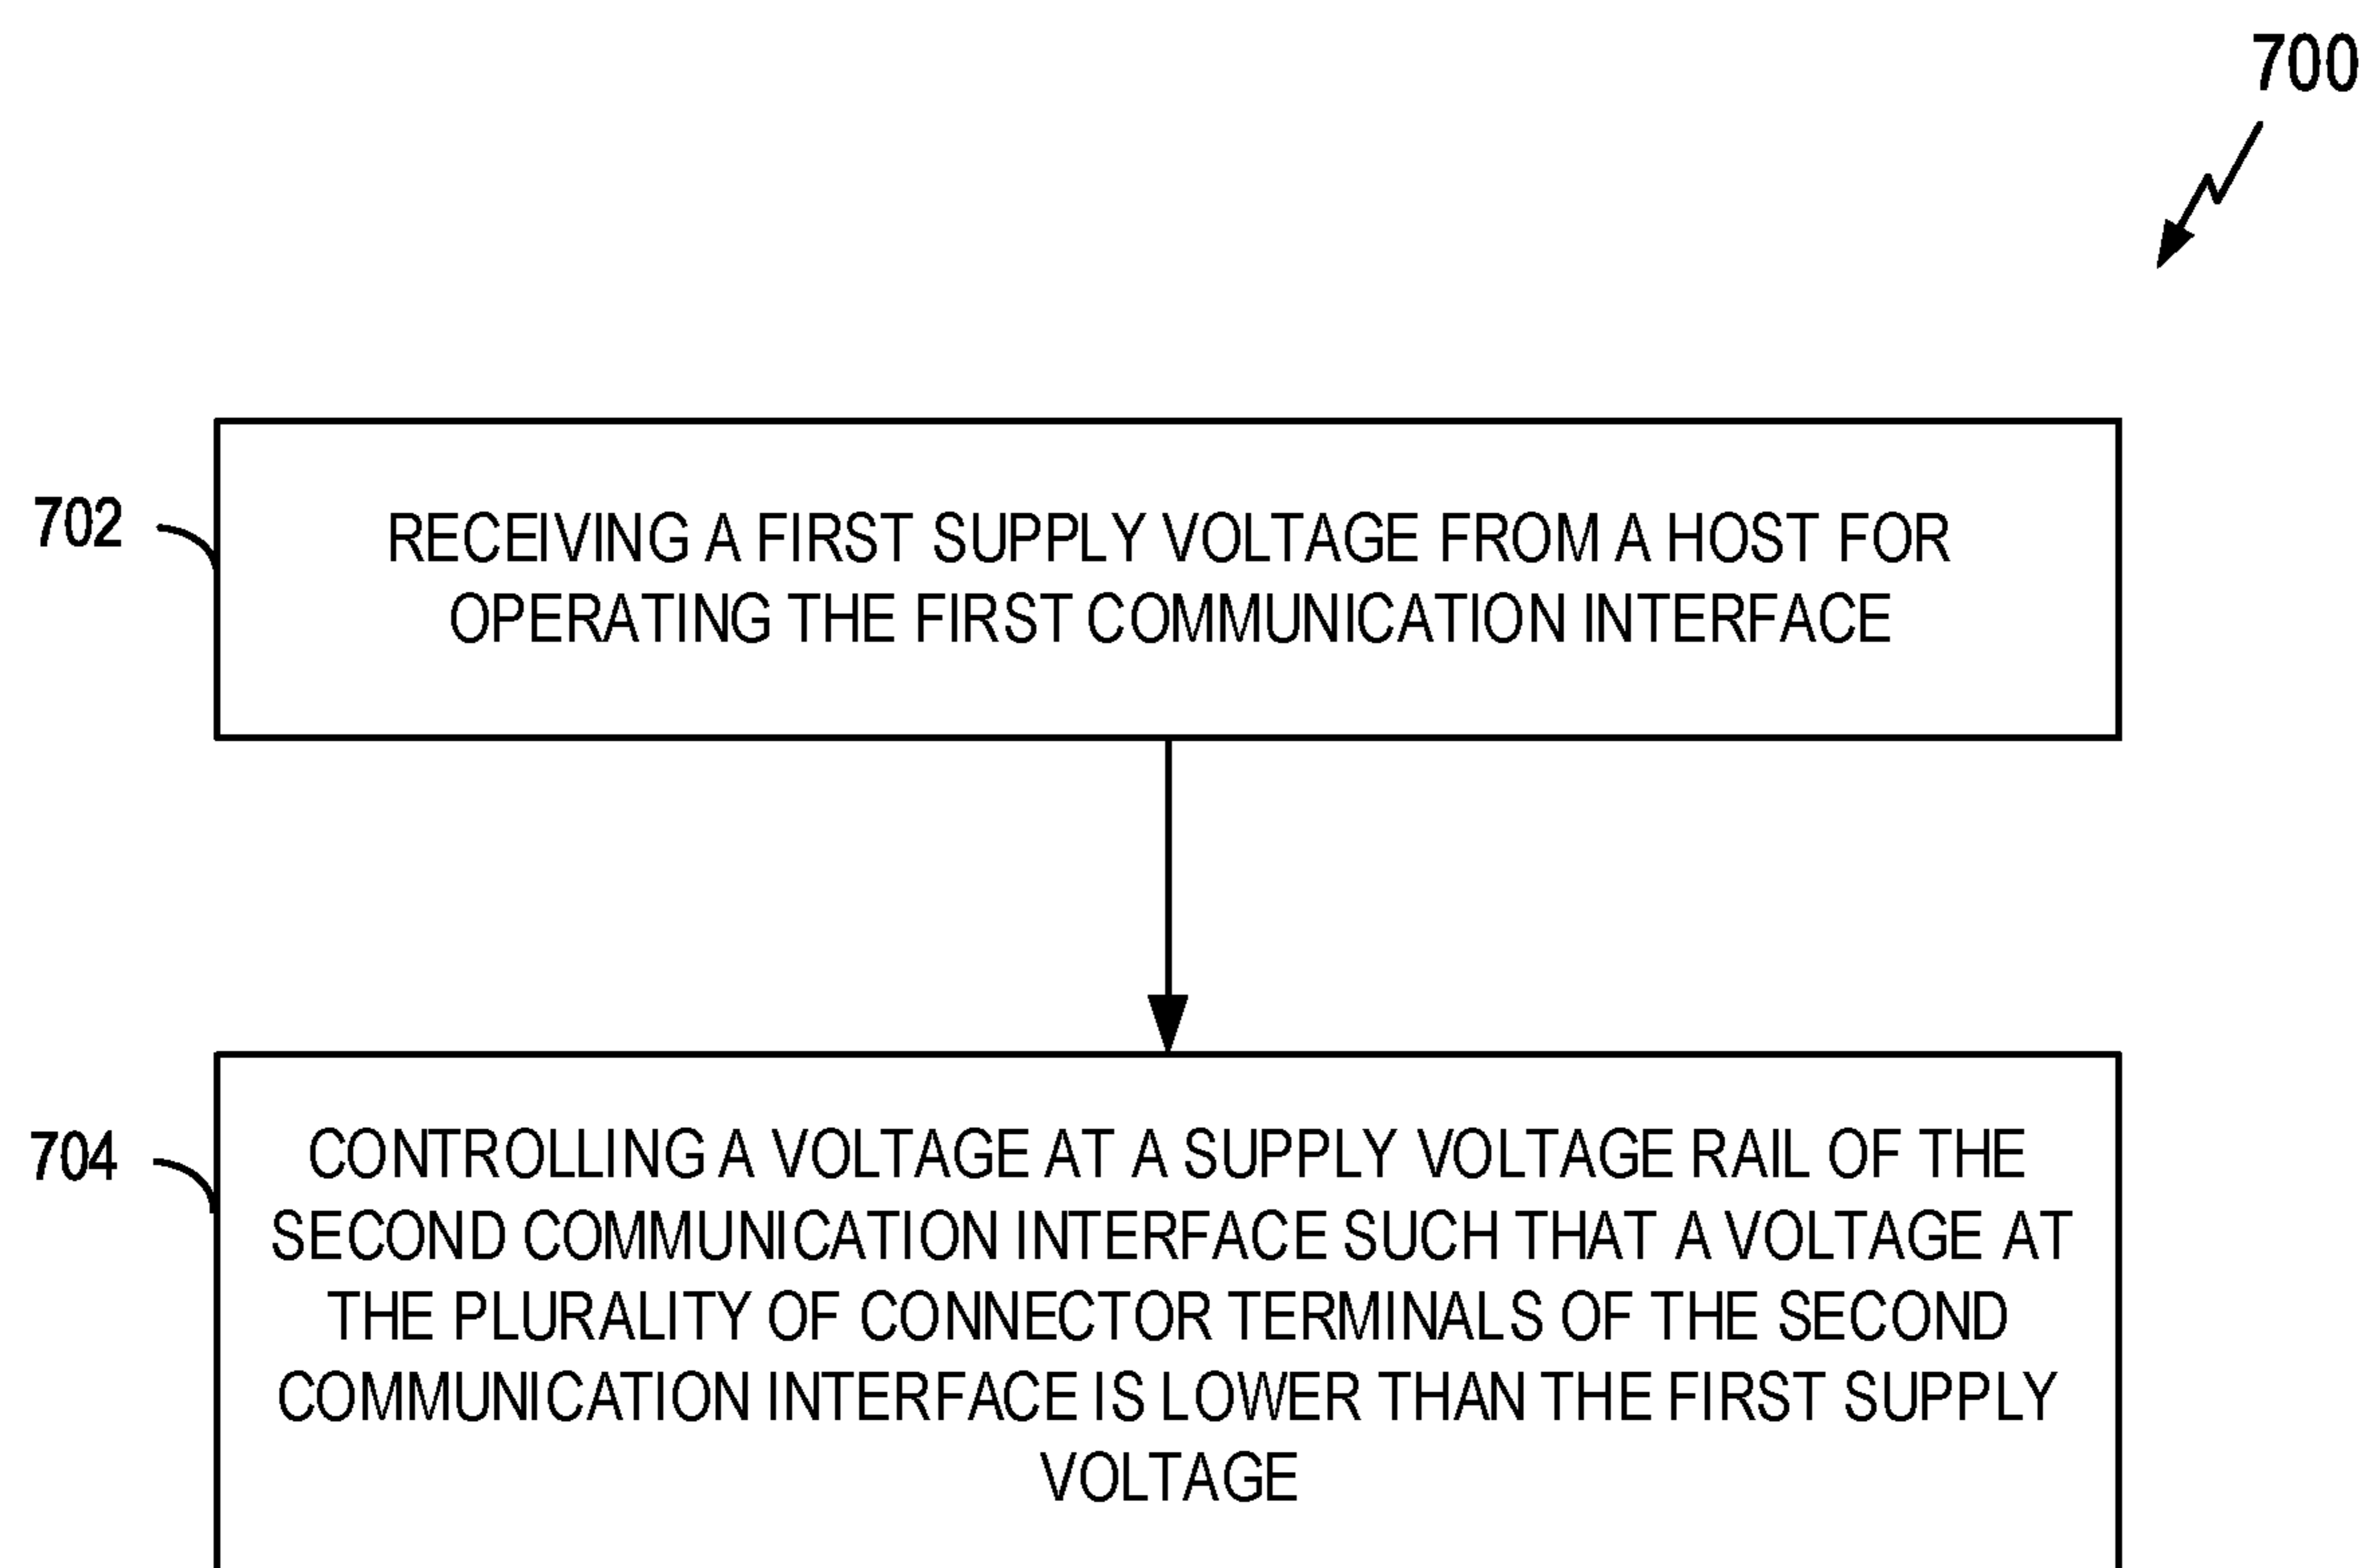 700
702
RECEIVING A FIRST SUPPLY VOLTAGE FROM A HOST FOR
OPERATING THE FIRST COMMUNICATION INTERFACE
704
CONTROLLING A VOLTAGE AT A SUPPLY VOLTAGE RAIL OF THE
SECOND COMMUNICATION INTERFACE SUCH THAT A VOLTAGE AT
THE PLURALITY OF CONNECTOR TERMINALS OF THE SECOND
COMMUNICATION INTERFACE IS LOWER THAN THE FIRST SUPPLY
VOLTAGE